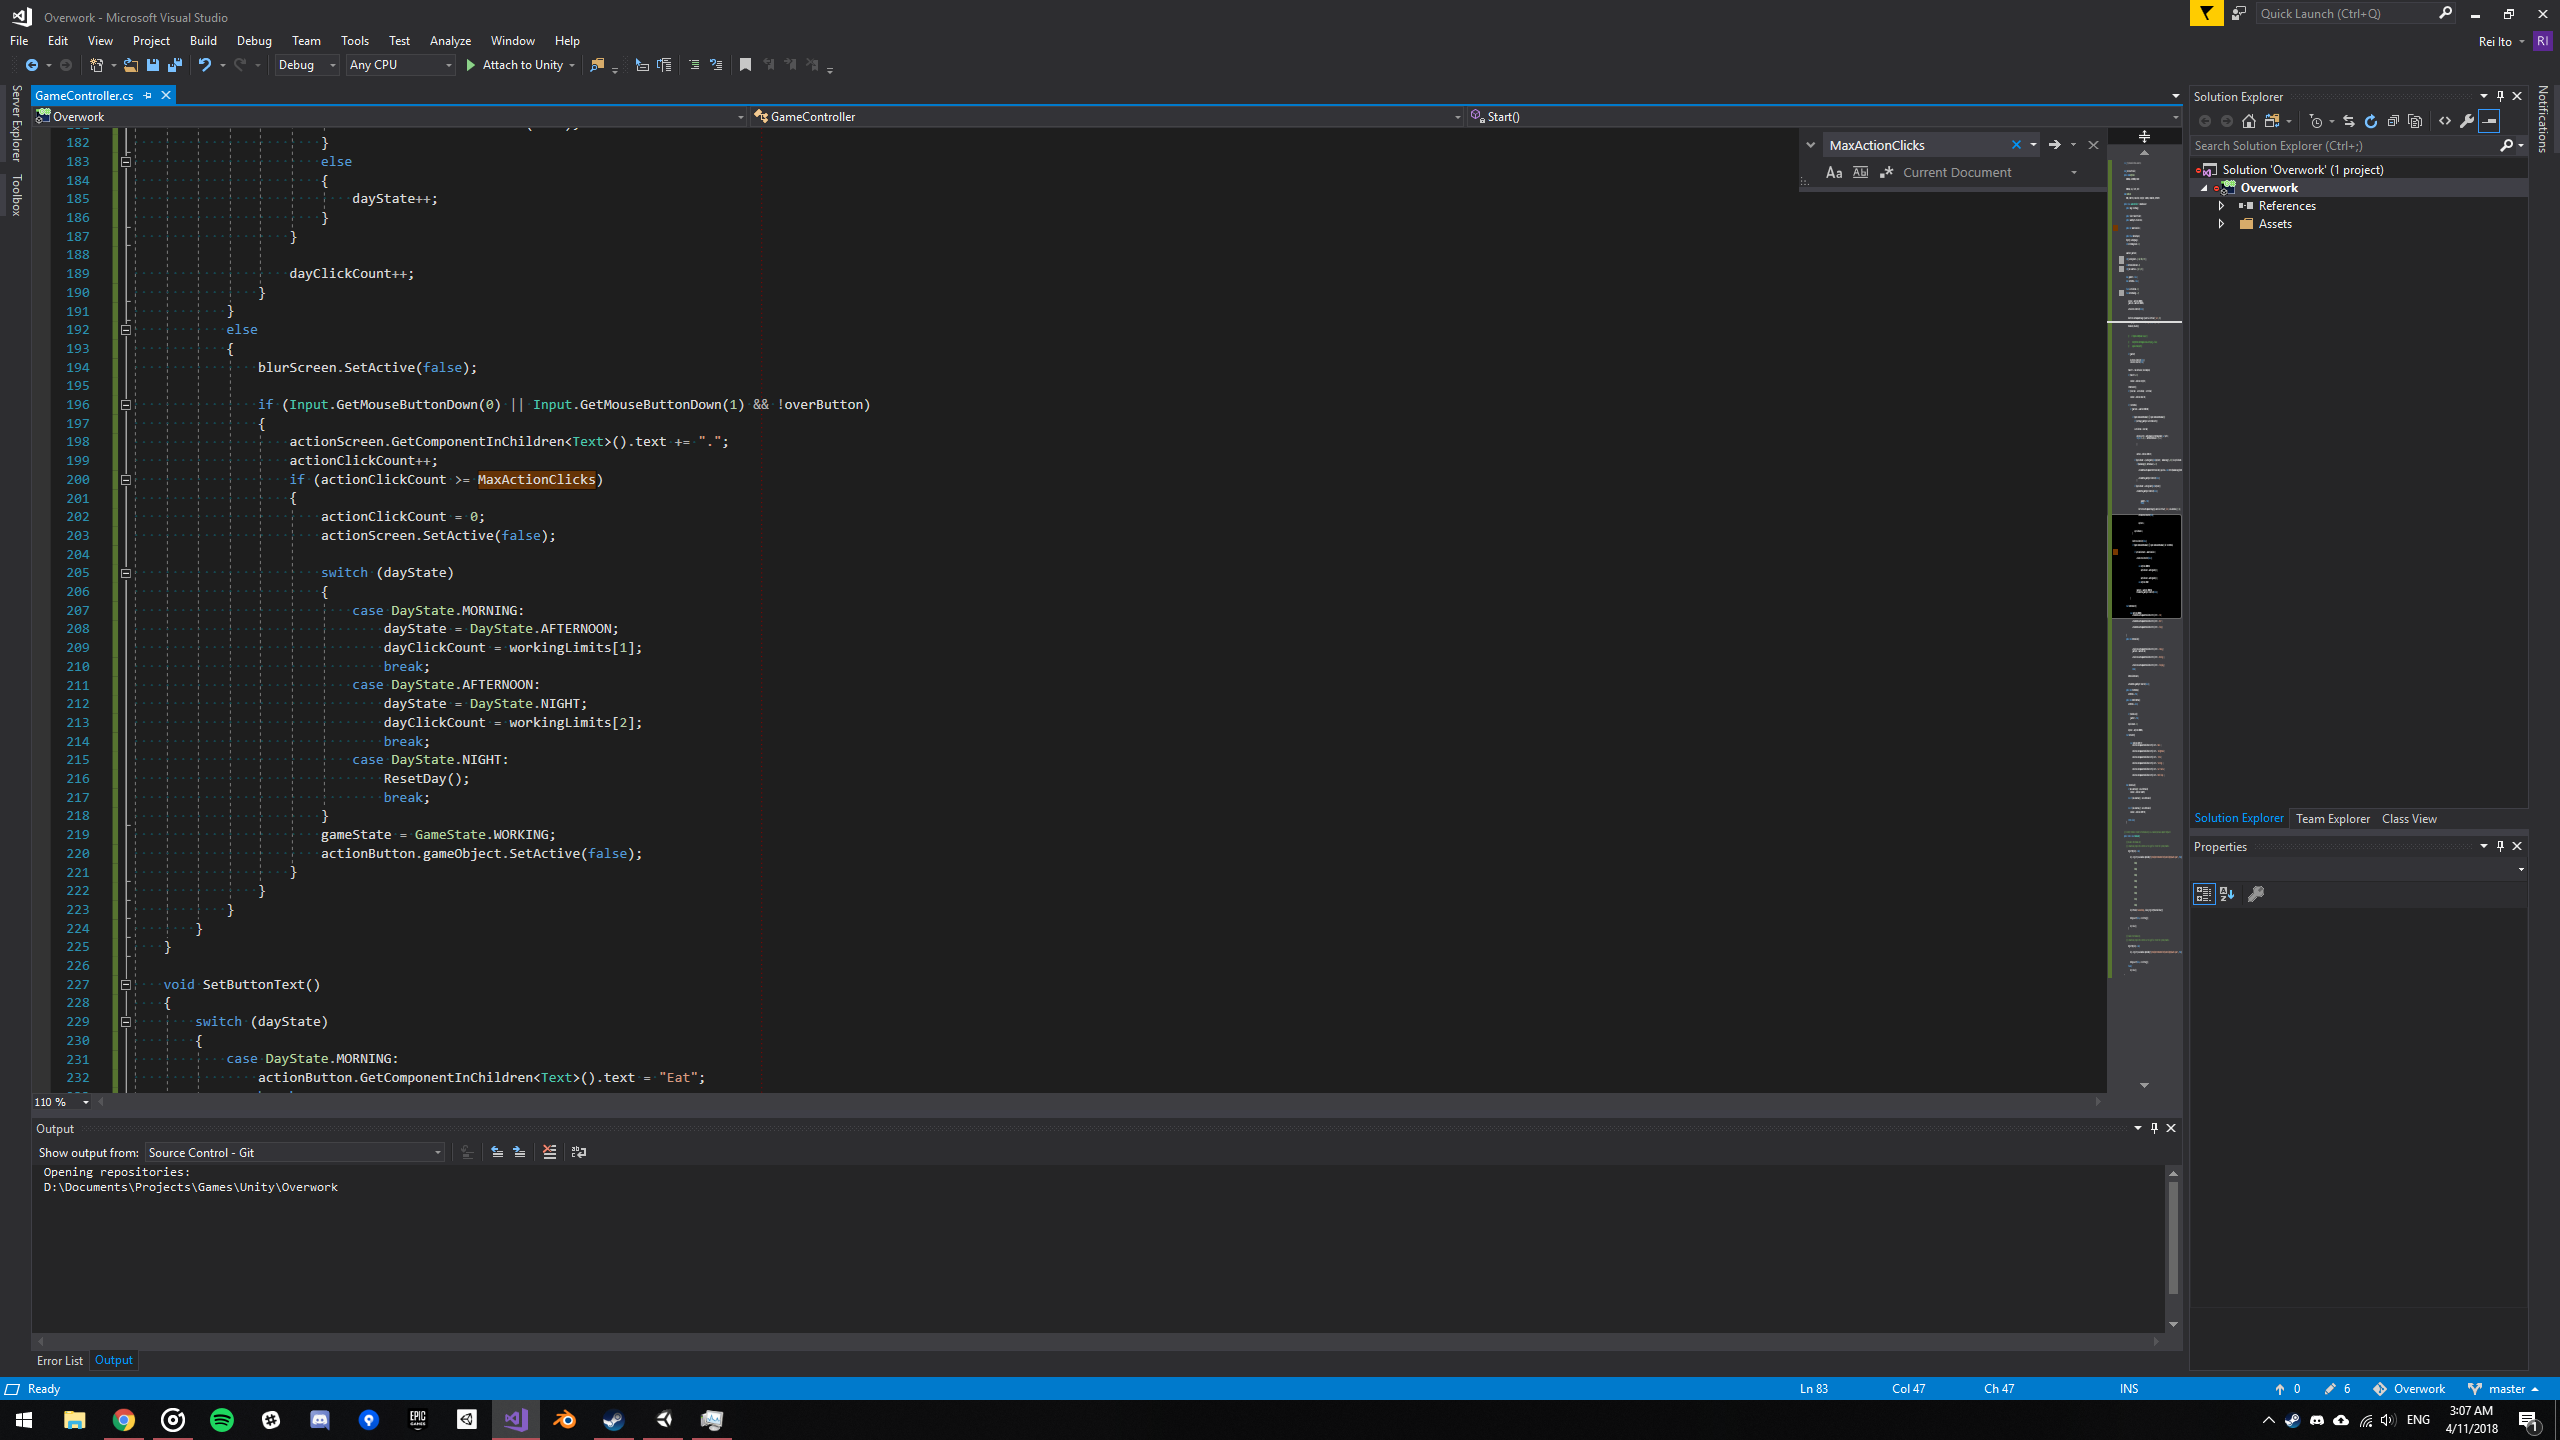 Overwork - Microsoft Visual Studio
Quick Launch (Ctrl+Q)
File Edit View Project Build Debug Team Tools Test Analyze Window Help
Rei Ito RI
Debug Any CPU Attach to Unity
Server Explorer
Toolbox
GameController.cs
Overwork GameController Start()
MaxActionClicks
Aa Current Document
182 }
183 else
184 {
185 dayState++;
186 }
187 }
188
189 dayClickCount++;
190 }
191 }
192 else
193 {
194 blurScreen.SetActive(false);
195
196 if (Input.GetMouseButtonDown(0) || Input.GetMouseButtonDown(1) && !overButton)
197 {
198 actionScreen.GetComponentInChildren<Text>().text += ".";
199 actionClickCount++;
200 if (actionClickCount >= MaxActionClicks)
201 {
202 actionClickCount = 0;
203 actionScreen.SetActive(false);
204
205 switch (dayState)
206 {
207 case DayState.MORNING:
208 dayState = DayState.AFTERNOON;
209 dayClickCount = workingLimits[1];
210 break;
211 case DayState.AFTERNOON:
212 dayState = DayState.NIGHT;
213 dayClickCount = workingLimits[2];
214 break;
215 case DayState.NIGHT:
216 ResetDay();
217 break;
218 }
219 gameState = GameState.WORKING;
220 actionButton.gameObject.SetActive(false);
221 }
222 }
223 }
224 }
225 }
226
227 void SetButtonText()
228 {
229 switch (dayState)
230 {
231 case DayState.MORNING:
232 actionButton.GetComponentInChildren<Text>().text = "Eat";
110 %
Output
Show output from: Source Control - Git
Opening repositories:
D:\Documents\Projects\Games\Unity\Overwork
Error List Output
Solution Explorer
Search Solution Explorer (Ctrl+;)
Solution 'Overwork' (1 project)
Overwork
References
Assets
Solution Explorer Team Explorer Class View
Properties
Notifications
Ready Ln 83 Col 47 Ch 47 INS 0 6 Overwork master
EPIC GAMES
ENG
3:07 AM
4/11/2018
1